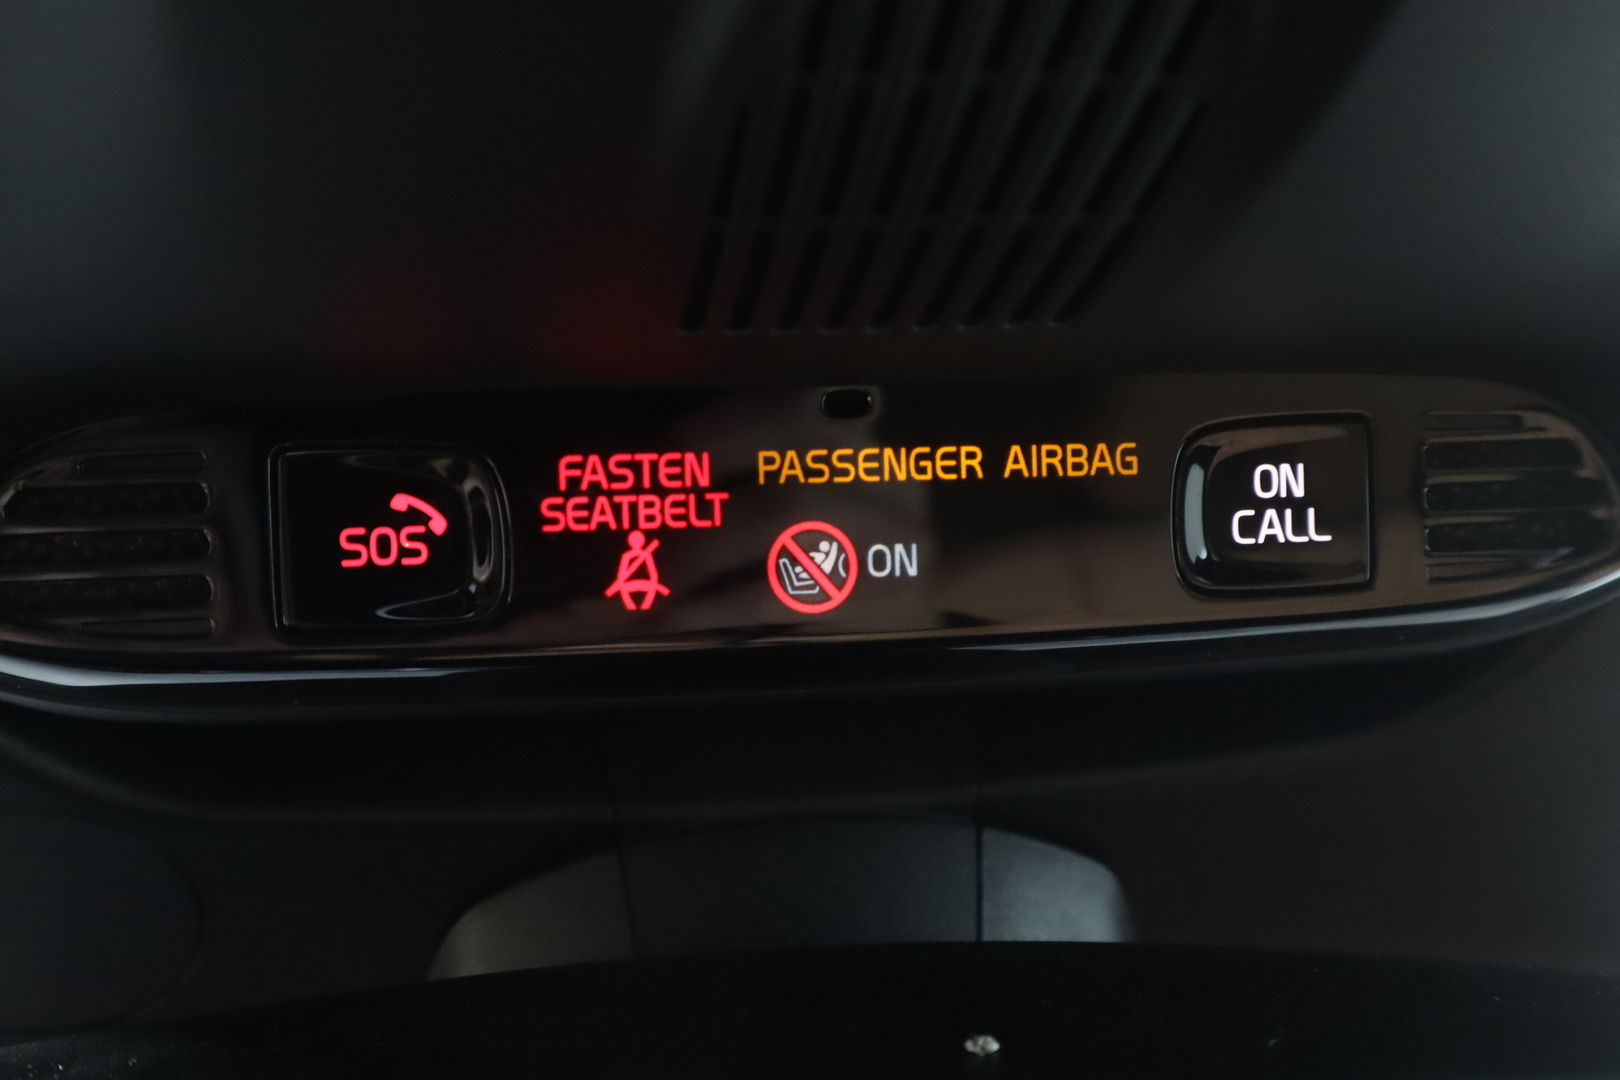 SOS
FASTEN
SEATBELT
PASSENGER AIRBAG
ON
ON
CALL